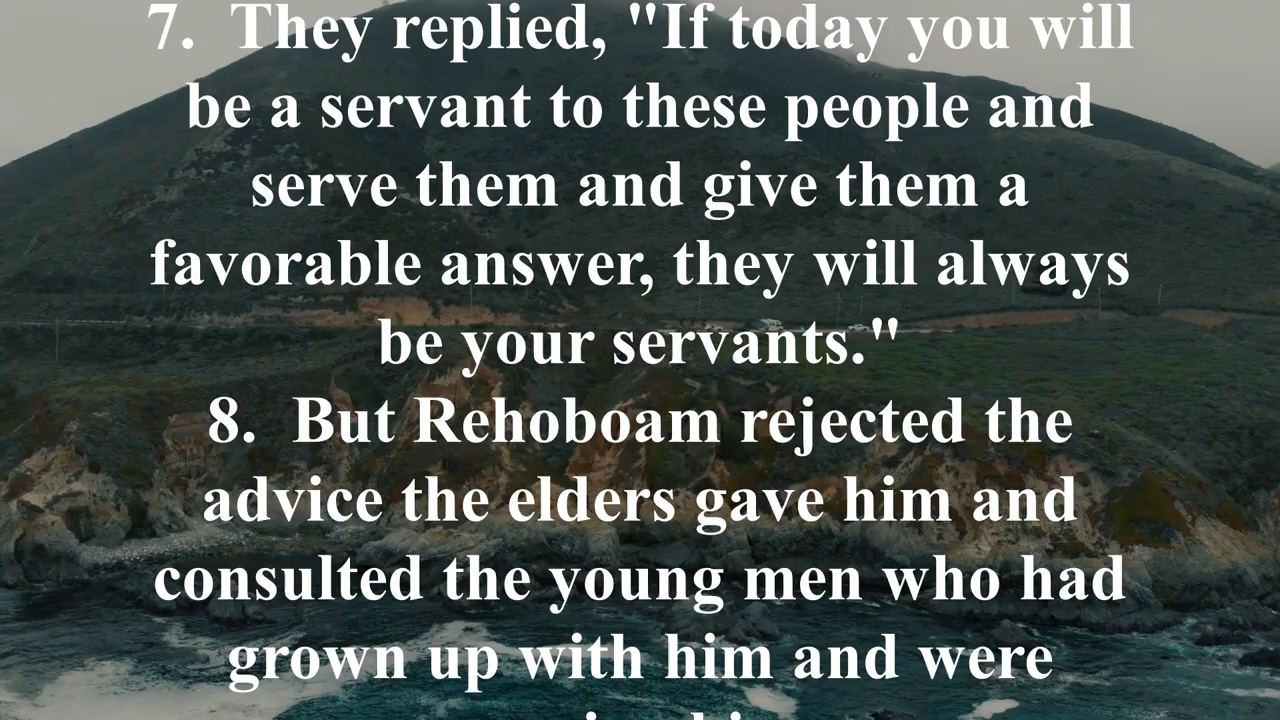 7.  They replied, "If today you will
be a servant to these people and
serve them and give them a
favorable answer, they will always
be your servants."
8.  But Rehoboam rejected the
advice the elders gave him and
consulted the young men who had
grown up with him and were